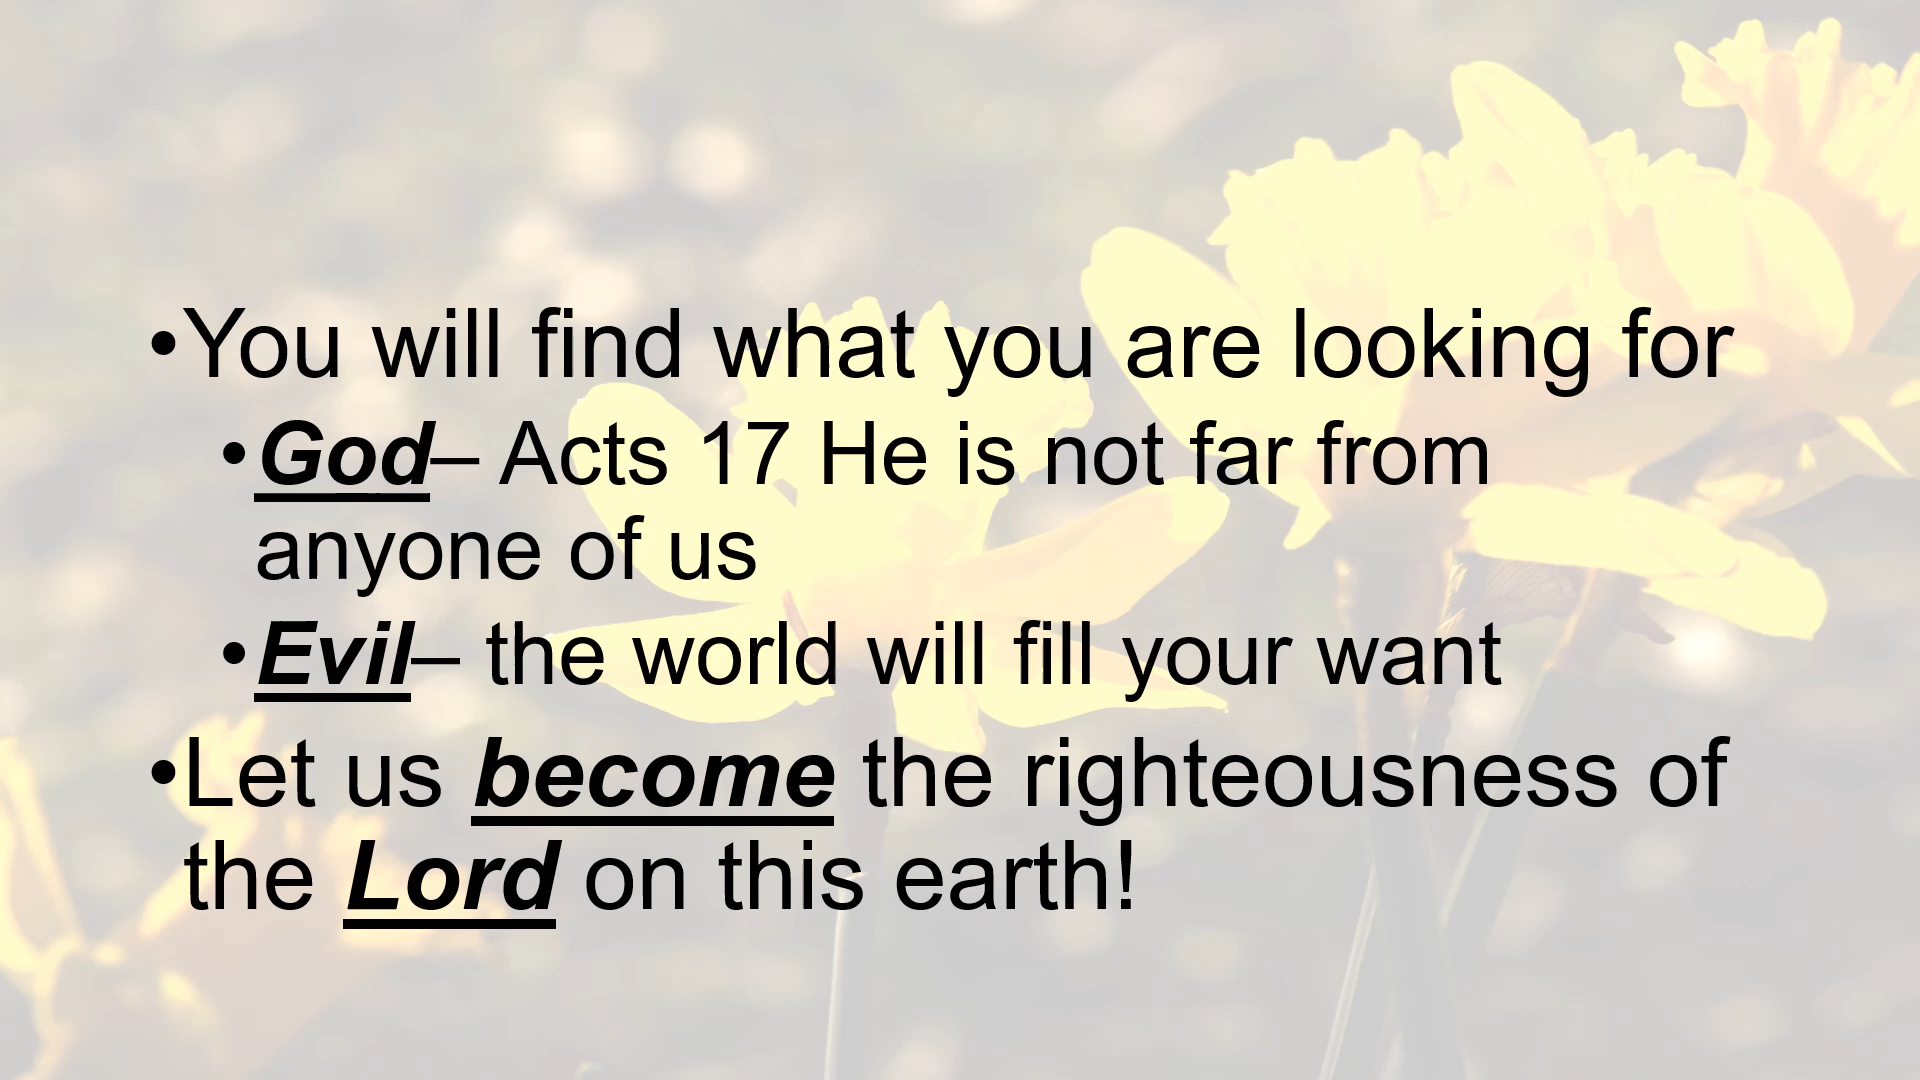 •You will find what you are looking for
•God– Acts 17 He is not far from
anyone of us
•Evil– the world will fill your want
•Let us become the righteousness of
the Lord on this earth!